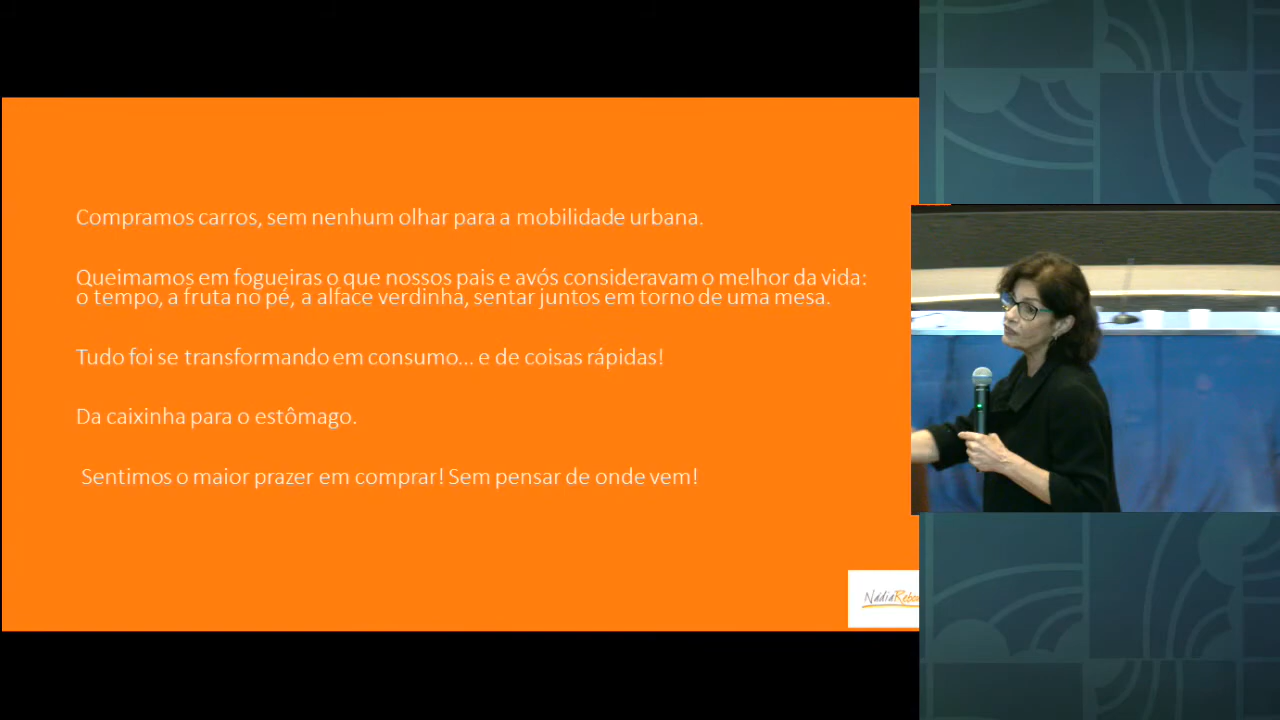 Compramos carros, sem nenhum olhar para a mobilidade urbana.
Queimamos em fogueiras o que nossos pais e avós consideravam o melhor da vida:
o tempo, a fruta no pé, a alface verdinha, sentar juntos em torno de uma mesa.
Tudo foi se transformando em consumo... e de coisas rápidas!
Da caixinha para o estômago.
Sentimos o maior prazer em comprar! Sem pensar de onde vem!
Nádia